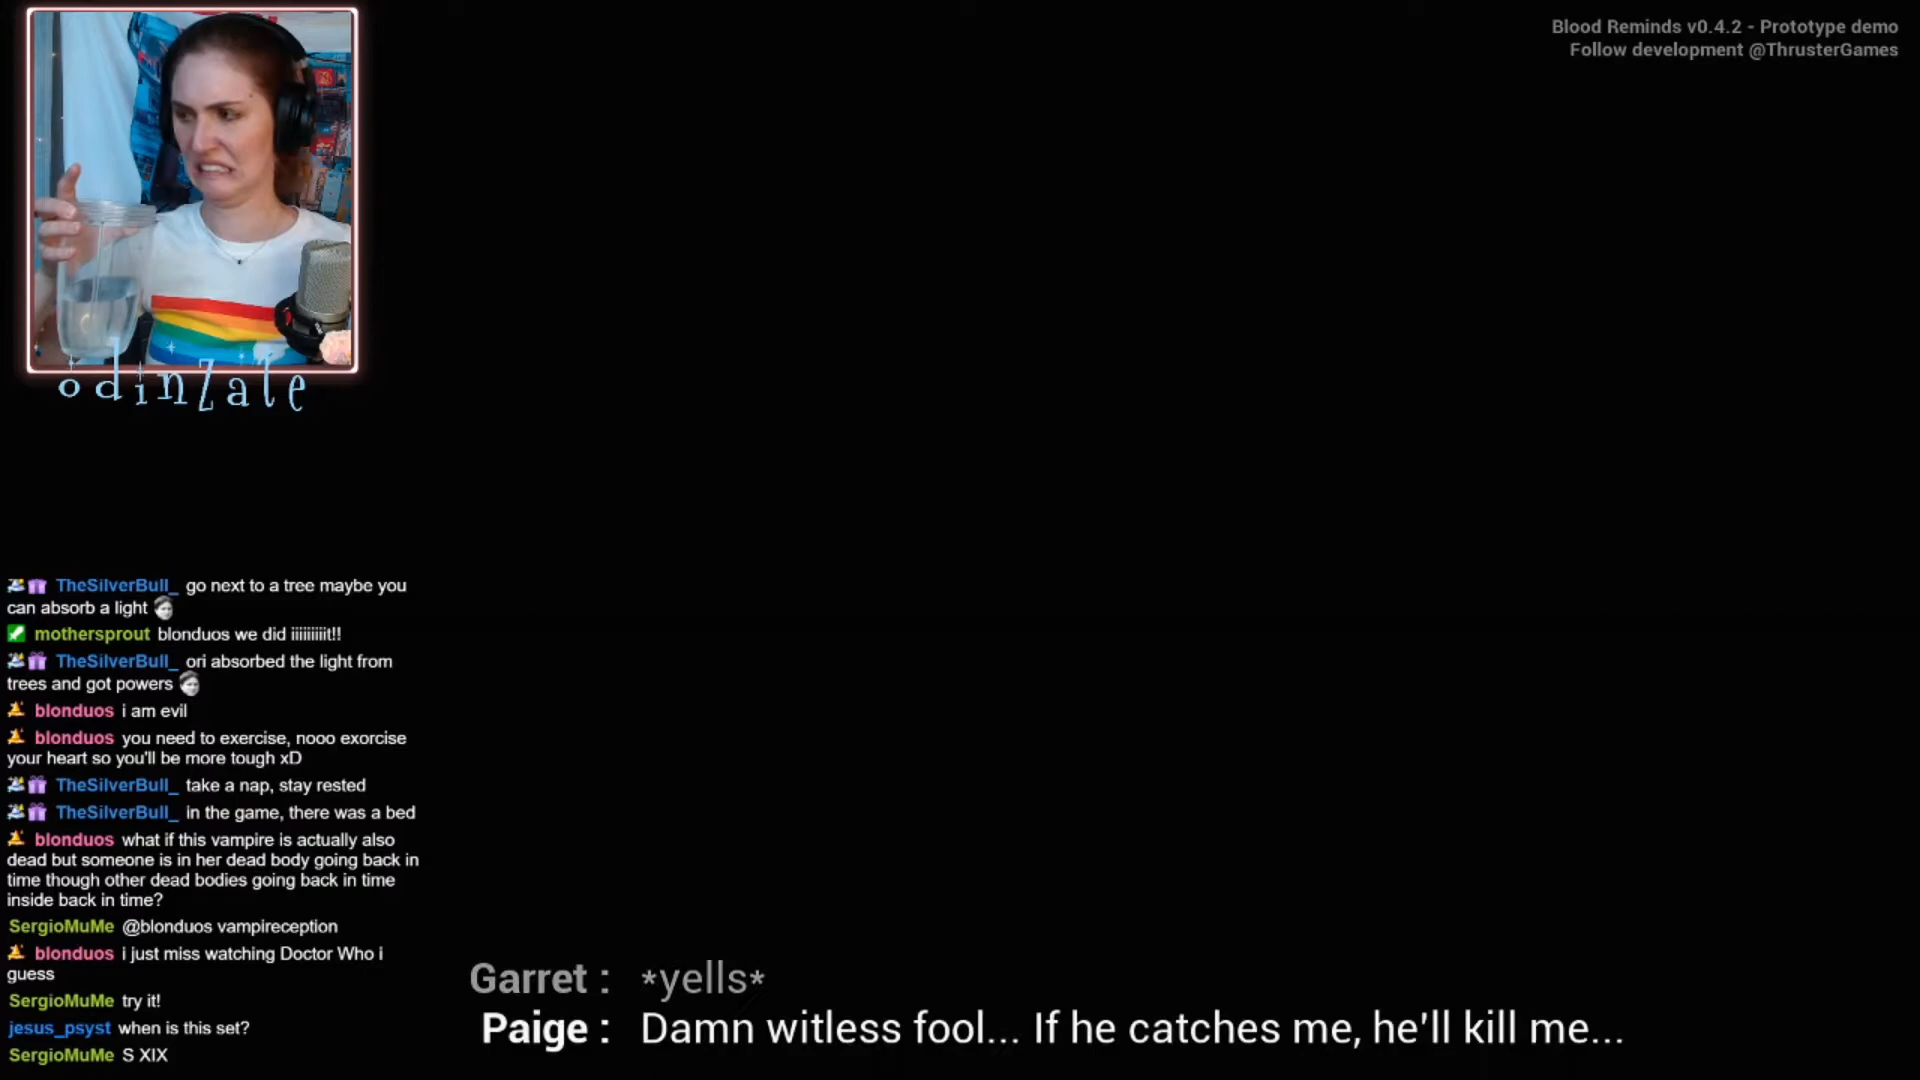 Blood Reminds v0.4.2 - Prototype demo
Follow development @ThrusterGames
odinzale
TheSilverBull_ go next to a tree maybe you
can absorb a light
mothersprout blonduos we did iiiiiiiiit!!
TheSilverBull_ ori absorbed the light from
trees and got powers
blonduos i am evil
blonduos you need to exercise, nooo exorcise
your heart so you'll be more tough xD
TheSilverBull_ take a nap, stay rested
TheSilverBull_ in the game, there was a bed
blonduos what if this vampire is actually also
dead but someone is in her dead body going back in
time though other dead bodies going back in time
inside back in time?
SergioMuMe @blonduos vampireception
blonduos i just miss watching Doctor Who i
guess
SergioMuMe try it!
jesus_psyst when is this set?
SergioMuMe S XIX
Garret : *yells*
Paige : Damn witless fool... If he catches me, he'll kill me...